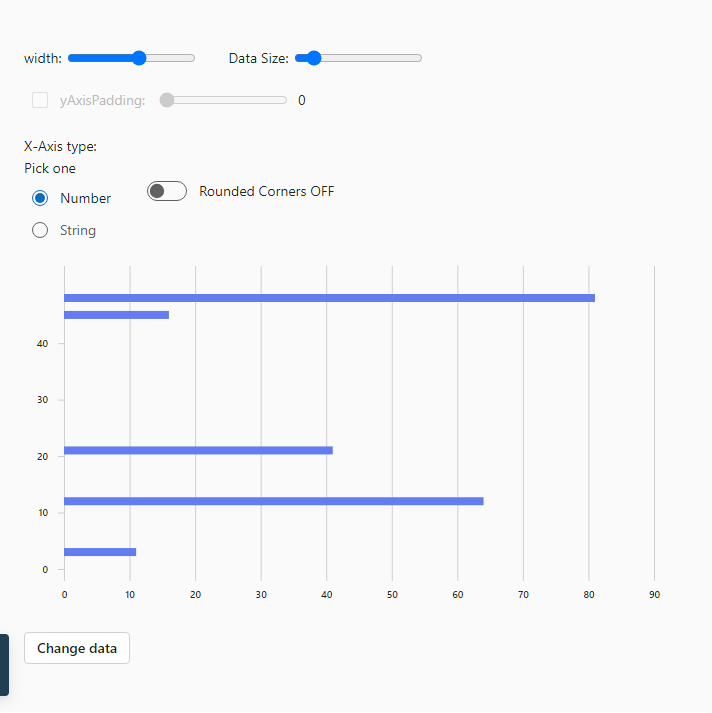 width: Data Size:
yAxisPadding: 0
X-Axis type:
Pick one
Number Rounded Corners OFF
String
40
30
20
10
0
0 10 20 30 40 50 60 70 80 90
Change data